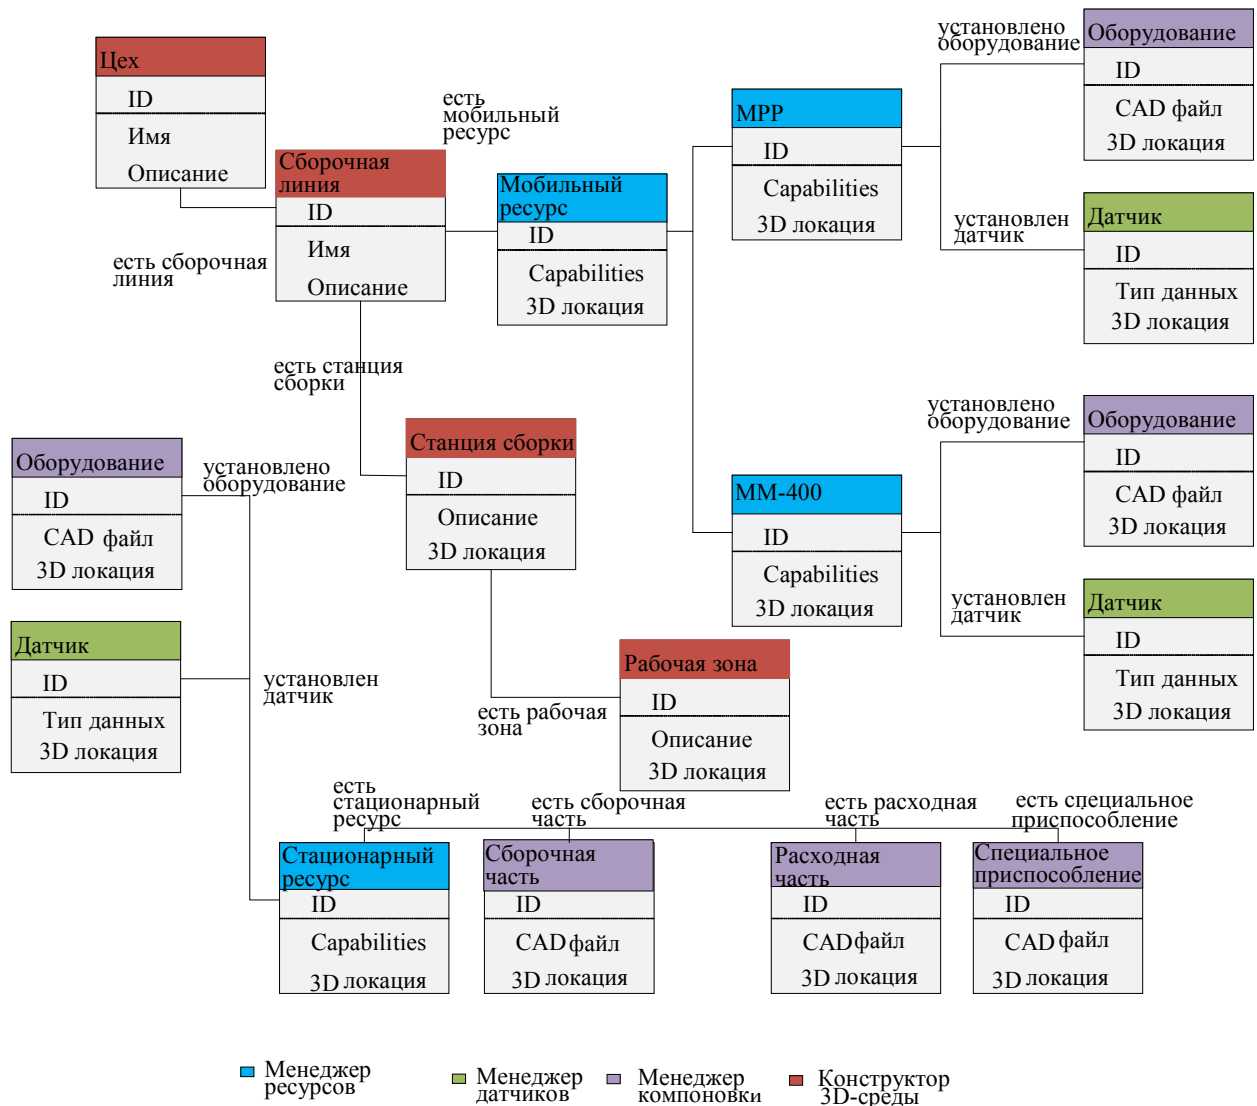 Цех
ID
Имя
Описание
есть сборочная
линия
Сборочная
линия
ID
Имя
Описание
есть
мобильный
ресурс
Мобильный
ресурс
ID
Capabilities
3D локация
МРР
ID
Capabilities
3D локация
установлено
оборудование
Оборудование
ID
CAD файл
3D локация
установлен
датчик
Датчик
ID
Тип данных
3D локация
есть станция
сборки
Станция сборки
ID
Описание
3D локация
ММ-400
ID
Capabilities
3D локация
установлено
оборудование
Оборудование
ID
CAD файл
3D локация
установлен
датчик
Датчик
ID
Тип данных
3D локация
Оборудование
ID
CAD файл
3D локация
установлено
оборудование
Датчик
ID
Тип данных
3D локация
установлен
датчик
есть рабочая
зона
Рабочая зона
ID
Описание
3D локация
есть
стационарный
ресурс
Стационарный
ресурс
ID
Capabilities
3D локация
есть сборочная
часть
Сборочная
часть
ID
CAD файл
3D локация
есть расходная
часть
Расходная
часть
ID
CAD файл
3D локация
есть специальное
приспособление
Специальное
приспособление
ID
CAD файл
3D локация
Менеджер
ресурсов
Менеджер
датчиков
Менеджер
компоновки
Конструктор
3D-среды